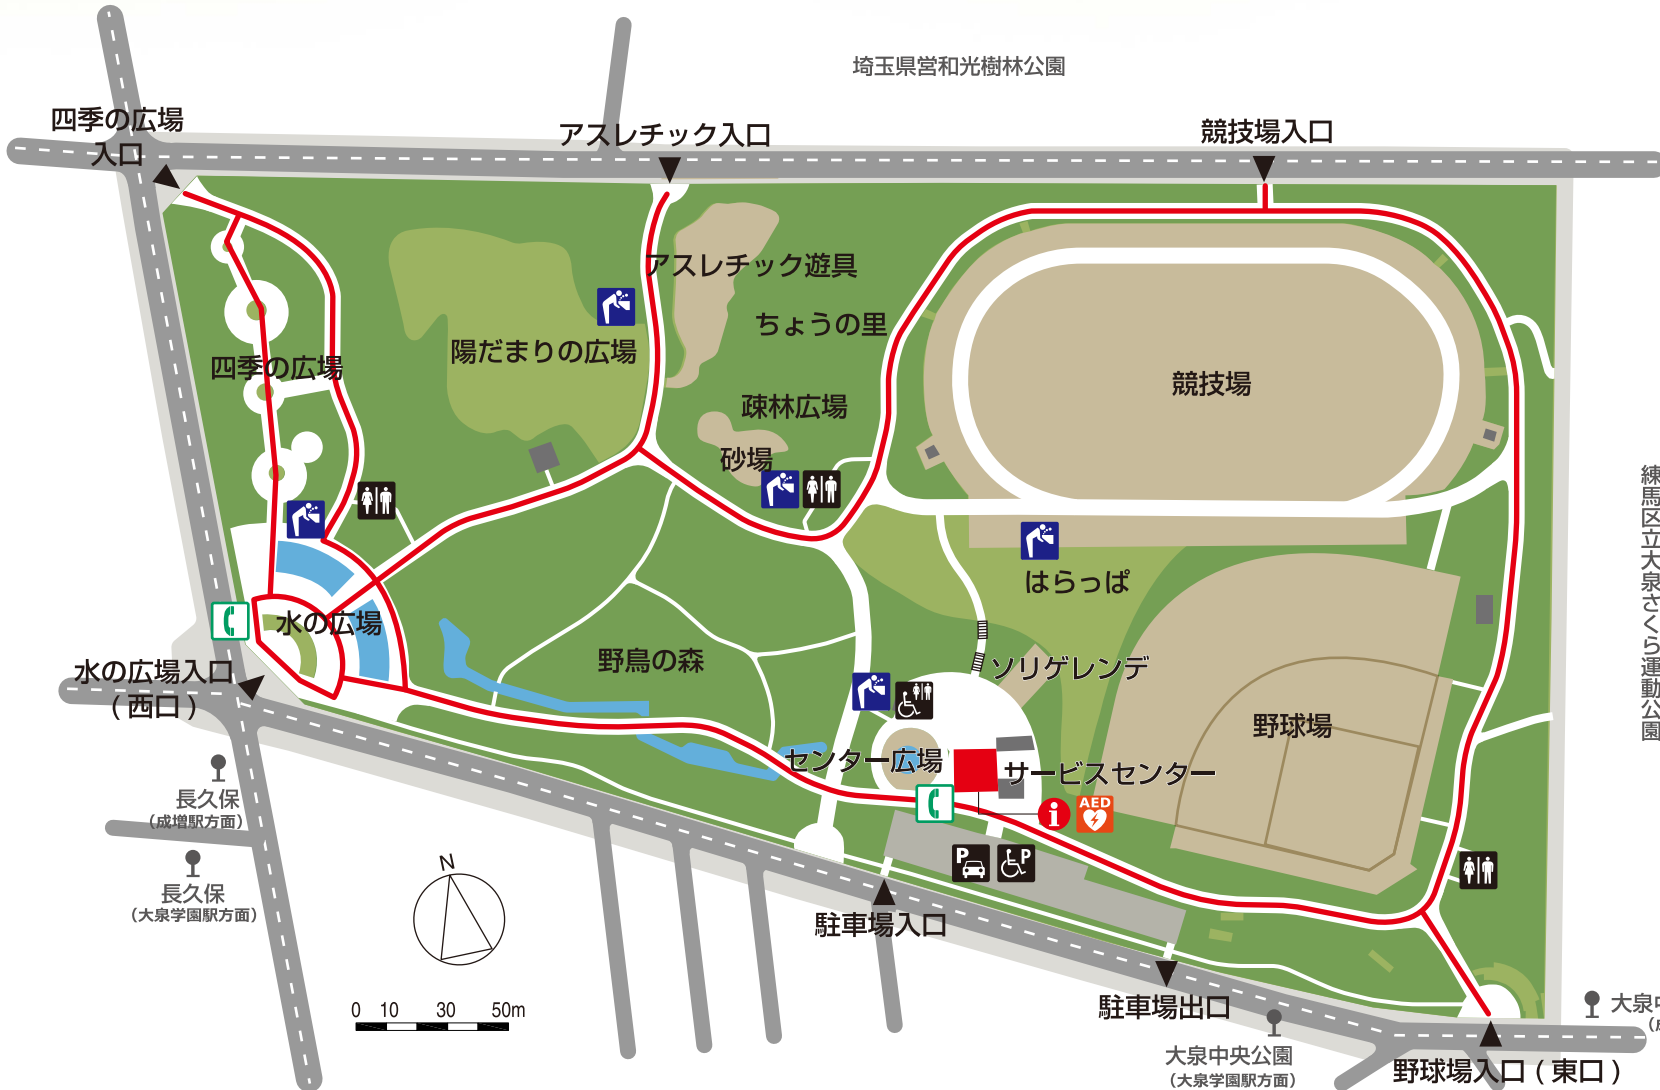 埼玉県営和光樹林公園
四季の広場
入口
アスレチック入口
競技場入口
アスレチック遊具
ちょうの里
陽だまりの広場
四季の広場
競技場
疎林広場
砂場
はらっぱ
水の広場
野鳥の森
ソリゲレンデ
水の広場入口
(西口)
野球場
センター広場
サービスセンター
i
AED
P
P
長久保
(成増駅方面)
長久保
(大泉学園駅方面)
N
0 10 30 50m
駐車場入口
駐車場出口
大泉中央公園
(大泉学園駅方面)
野球場入口(東口)
練馬区立大泉さくら運動公園
大泉中